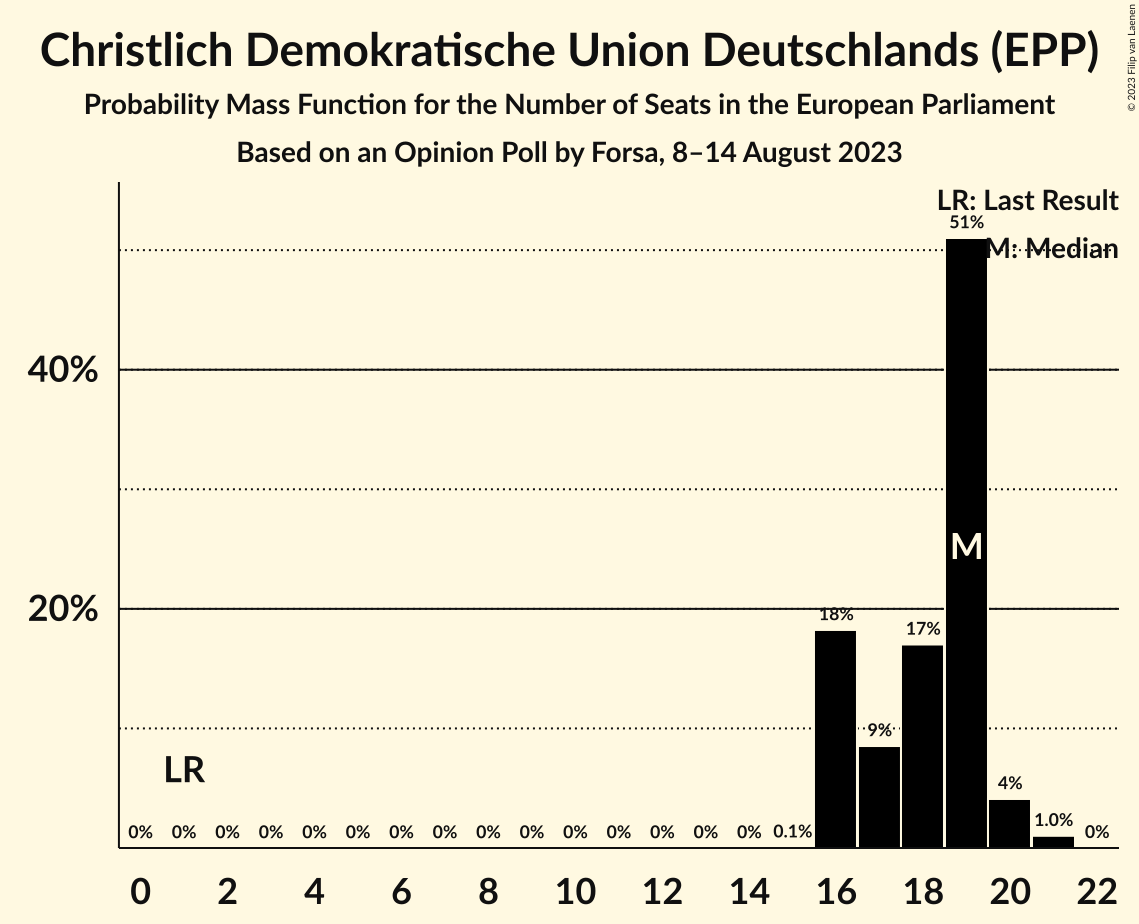 Christlich Demokratische Union Deutschlands (EPP)
Probability Mass Function for the Number of Seats in the European Parliament
Based on an Opinion Poll by Forsa, 8–14 August 2023
© 2023 Filip van Laenen
LR: Last Result
M: Median
51%
40%
M
20%
18%
17%
9%
LR
4%
1.0%
0% 0% 0% 0% 0% 0% 0% 0% 0% 0% 0% 0% 0% 0% 0% 0.1% 0%
0 2 4 6 8 10 12 14 16 18 20 22